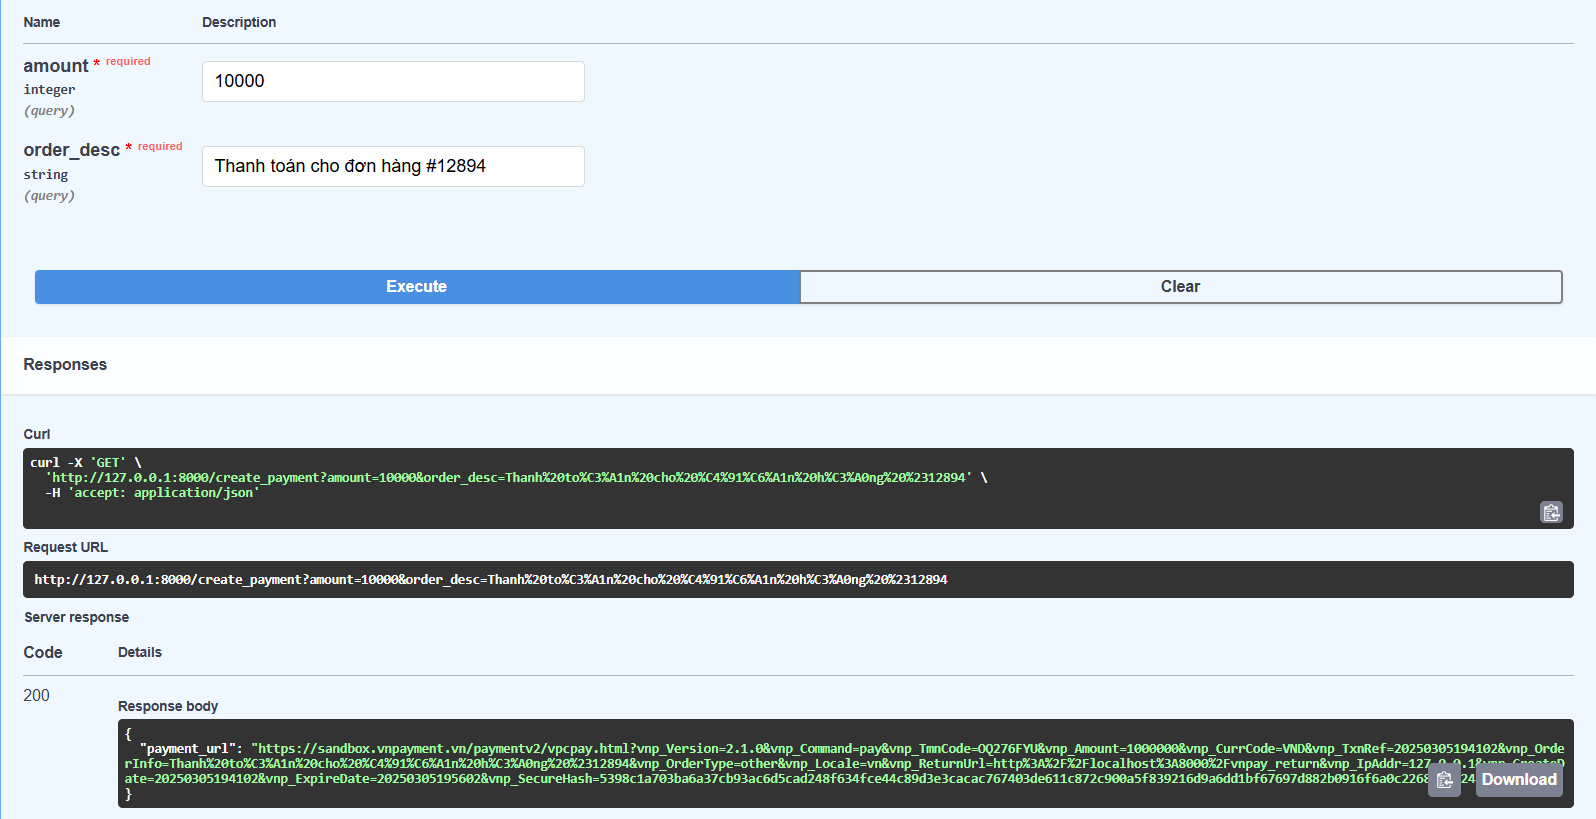 Name Description
amount * required
10000
integer
(query)
order_desc * required
Thanh toán cho đơn hàng #12894
string
(query)
Execute Clear
Responses
Curl
curl -X 'GET' \
'http://127.0.0.1:8000/create_payment?amount=10000&order_desc=Thanh%20to%C3%A1n%20cho%20%C4%91%C6%A1n%20h%C3%A0ng%20%2312894' \
-H 'accept: application/json'
Request URL
http://127.0.0.1:8000/create_payment?amount=10000&order_desc=Thanh%20to%C3%A1n%20cho%20%C4%91%C6%A1n%20h%C3%A0ng%20%2312894
Server response
Code Details
200
Response body
{
"payment_url": "https://sandbox.vnpayment.vn/paymentv2/vpcpay.html?vnp_Version=2.1.0&vnp_Command=pay&vnp_TmnCode=OQ276FYU&vnp_Amount=1000000&vnp_CurrCode=VND&vnp_TxnRef=20250305194102&vnp_Orde
rInfo=Thanh%20to%C3%A1n%20cho%20%C4%91%C6%A1n%20h%C3%A0ng%20%2312894&vnp_OrderType=other&vnp_Locale=vn&vnp_ReturnUrl=http%3A%2F%2Flocalhost%3A8000%2Fvnpay_return&vnp_IpAddr=127.0.0.1&vnp_CreateD
ate=20250305194102&vnp_ExpireDate=20250305195602&vnp_SecureHash=5398c1a703ba6a37cb93ac6d5cad248f634fce44c89d3e3cacac767403de611c872c900a5f839216d9a6dd1bf67697d882b0916f6a0c2268
}
Download